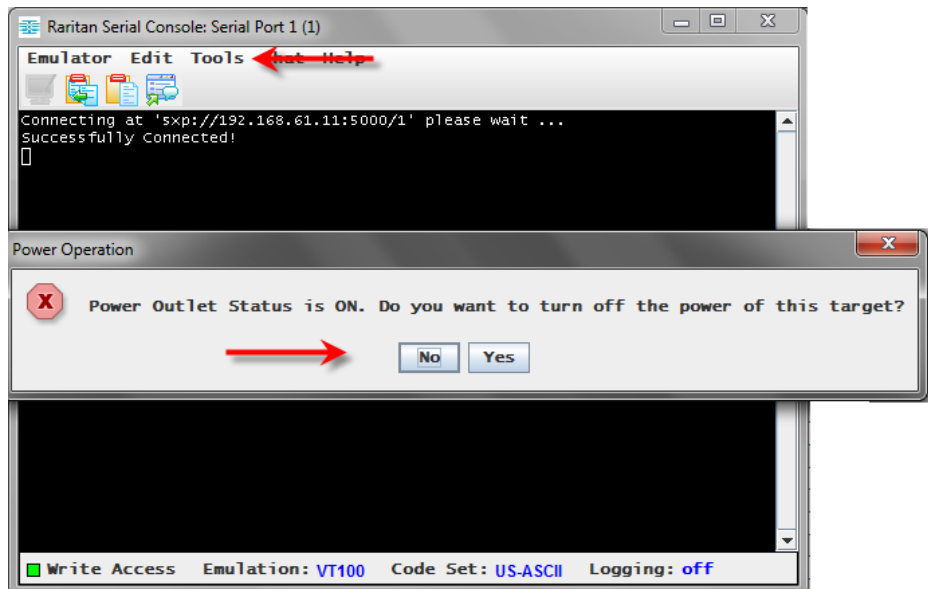 Raritan Serial Console: Serial Port 1 (1)
Emulator Edit Tools Chat Help
Connecting at 'sxp://192.168.61.11:5000/1' please wait ...
Successfully Connected!
Power Operation
Power Outlet Status is ON. Do you want to turn off the power of this target?
No Yes
Write Access Emulation: VT100 Code Set: US-ASCII Logging: off